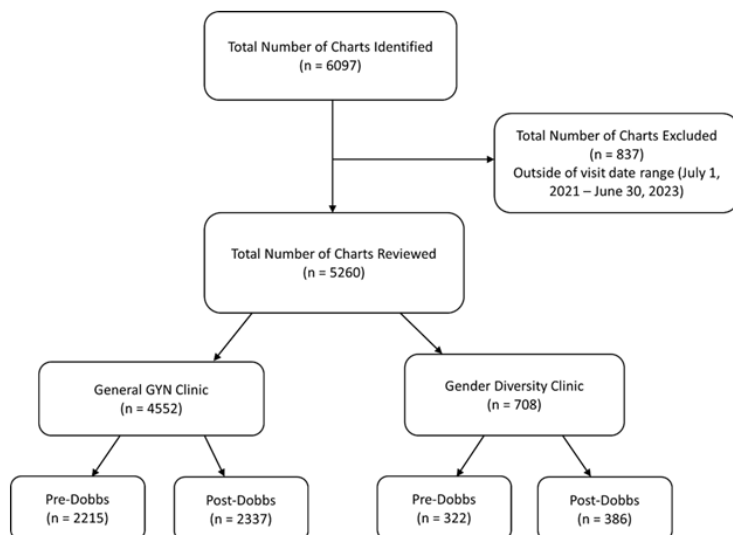 Total Number of Charts Identified
(n = 6097)
Total Number of Charts Excluded
(n = 837)
Outside of visit date range (July 1,
2021 – June 30, 2023)
Total Number of Charts Reviewed
(n = 5260)
General GYN Clinic
(n = 4552)
Gender Diversity Clinic
(n = 708)
Pre-Dobbs
(n = 2215)
Post-Dobbs
(n = 2337)
Pre-Dobbs
(n = 322)
Post-Dobbs
(n = 386)